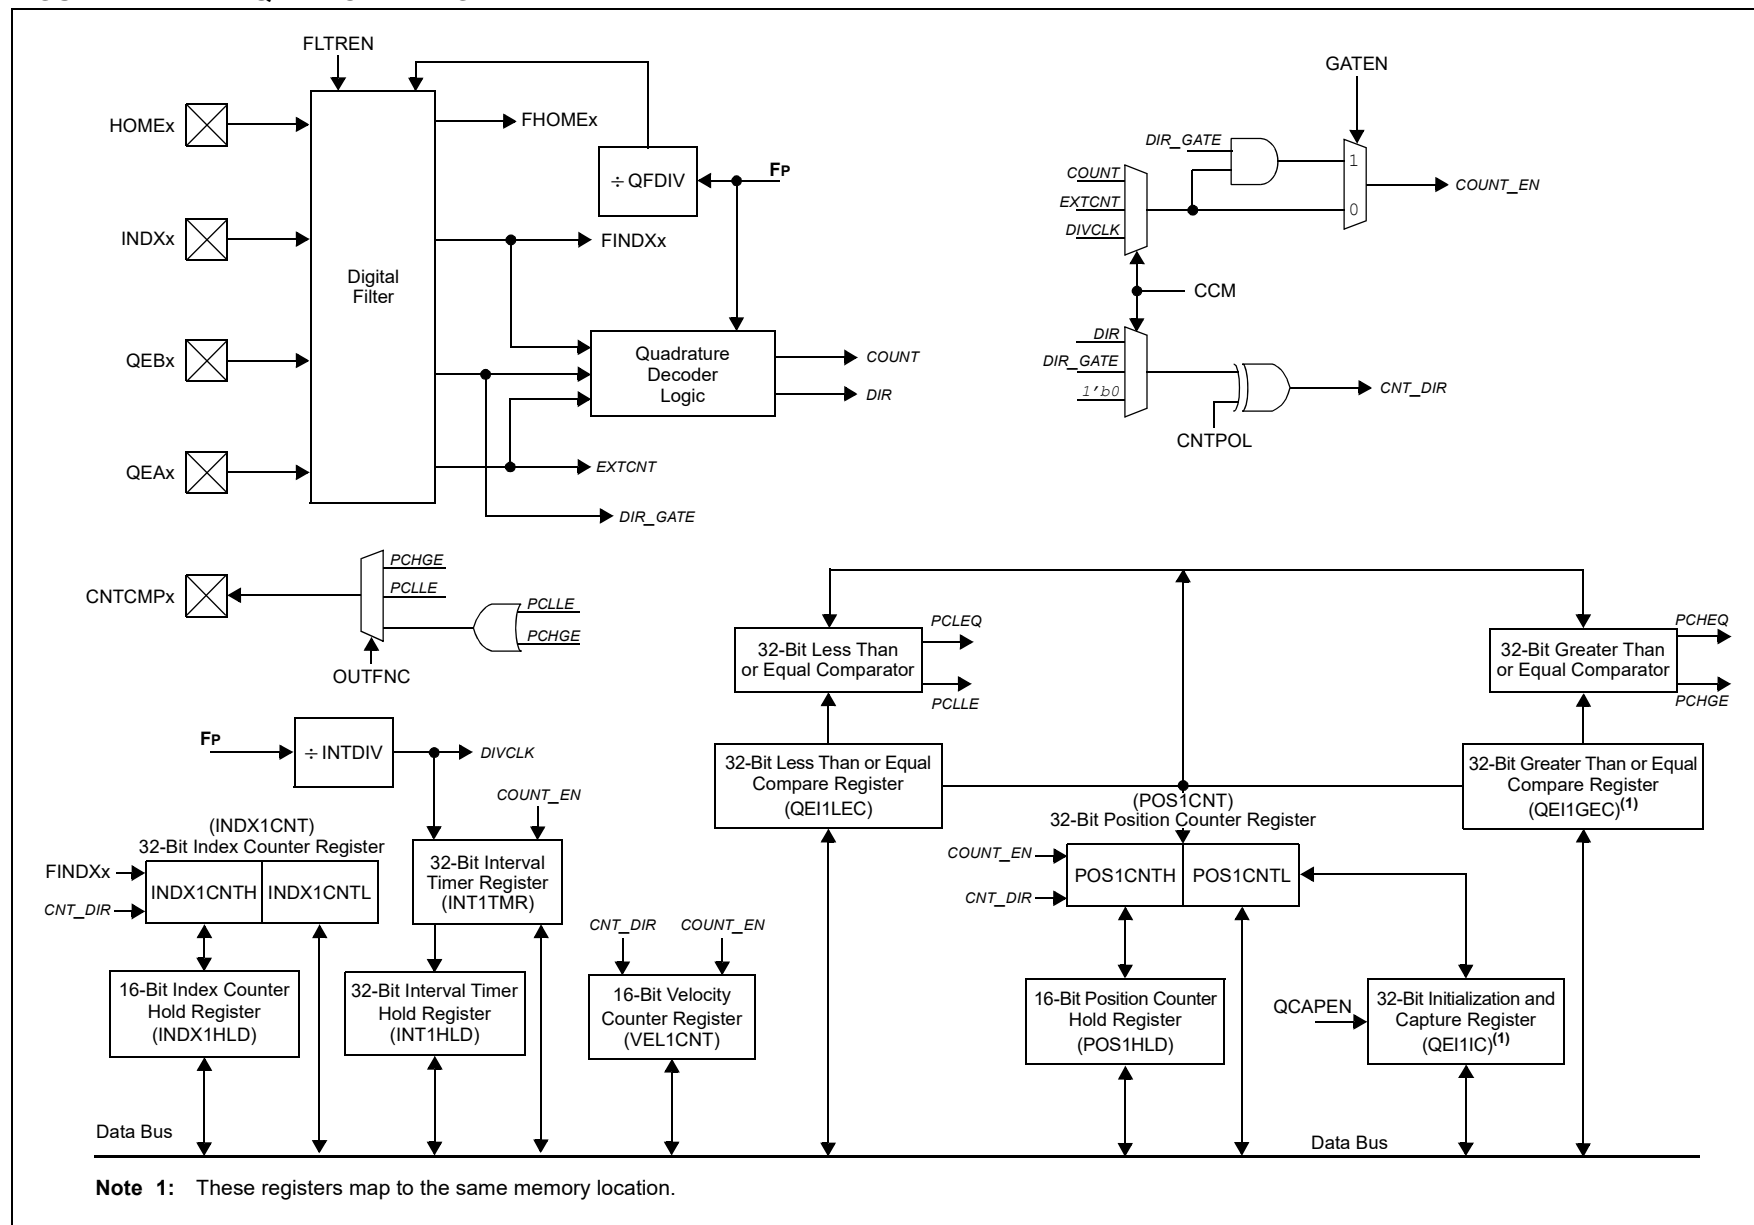 FLTREN
HOMEx
FHOMEx
÷ QFDIV
FP
INDXx
FINDXx
Digital
Filter
QEBx
Quadrature
Decoder
Logic
COUNT
DIR
QEAx
EXTCNT
DIR_GATE
GATEN
DIR_GATE
COUNT
EXTCNT
DIVCLK
1
0
COUNT_EN
CCM
DIR
DIR_GATE
1'b0
CNT_DIR
CNTPOL
CNTCMPx
PCHGE
PCLLE
PCLLE
PCHGE
OUTFNC
32-Bit Less Than
or Equal Comparator
PCLEQ
PCLLE
32-Bit Greater Than
or Equal Comparator
PCHEQ
PCHGE
FP
÷ INTDIV
DIVCLK
COUNT_EN
32-Bit Less Than or Equal
Compare Register
(QEI1LEC)
32-Bit Greater Than or Equal
Compare Register
(QEI1GEC)(1)
(INDX1CNT)
32-Bit Index Counter Register
FINDXx
CNT_DIR
INDX1CNTH
INDX1CNTL
32-Bit Interval
Timer Register
(INT1TMR)
(POS1CNT)
32-Bit Position Counter Register
COUNT_EN
CNT_DIR
POS1CNTH
POS1CNTL
CNT_DIR
COUNT_EN
16-Bit Index Counter
Hold Register
(INDX1HLD)
32-Bit Interval Timer
Hold Register
(INT1HLD)
16-Bit Velocity
Counter Register
(VEL1CNT)
16-Bit Position Counter
Hold Register
(POS1HLD)
QCAPEN
32-Bit Initialization and
Capture Register
(QEI1IC)(1)
Data Bus
Data Bus
Note 1: These registers map to the same memory location.